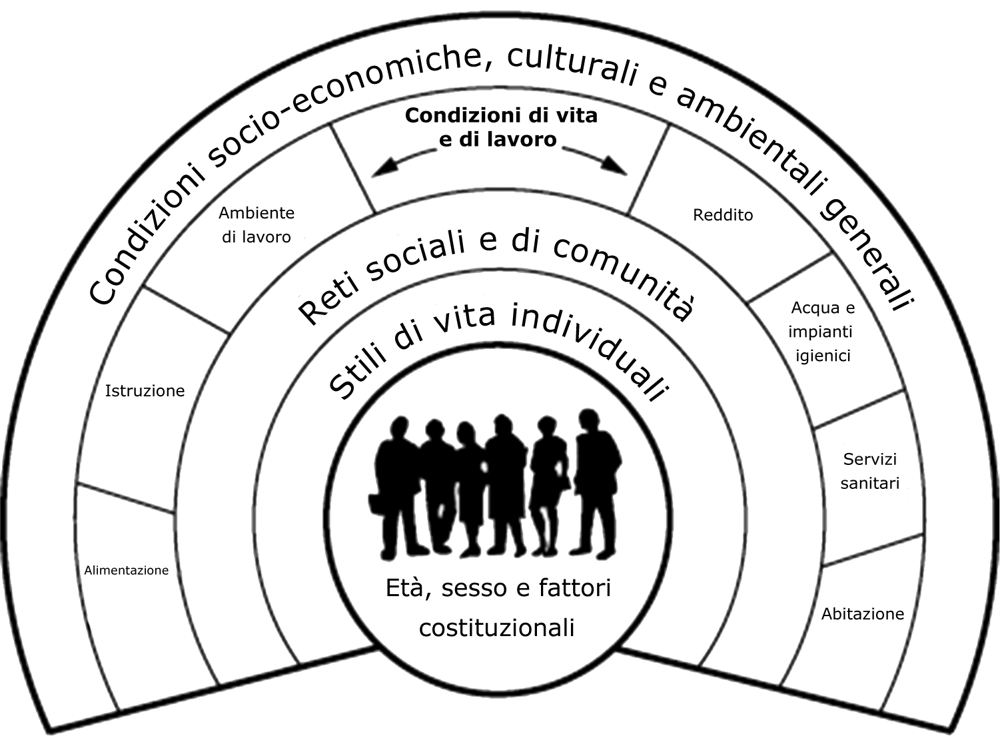 Condizioni socio-economiche, culturali e ambientali generali
Condizioni di vita
e di lavoro
Ambiente
di lavoro
Reddito
Reti sociali e di comunità
Acqua e
impianti
igienici
Stili di vita individuali
Istruzione
Servizi
sanitari
Alimentazione
Abitazione
Età, sesso e fattori
costituzionali